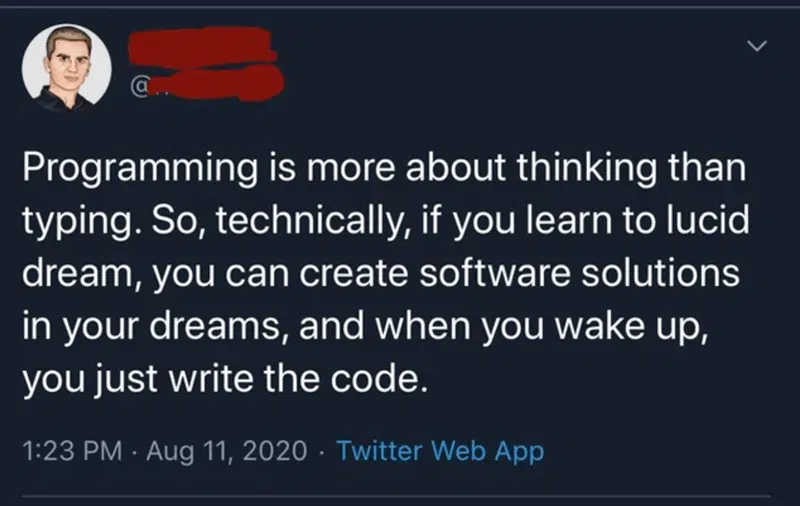 @
Programming is more about thinking than
typing. So, technically, if you learn to lucid
dream, you can create software solutions
in your dreams, and when you wake up,
you just write the code.
1:23 PM · Aug 11, 2020 · Twitter Web App